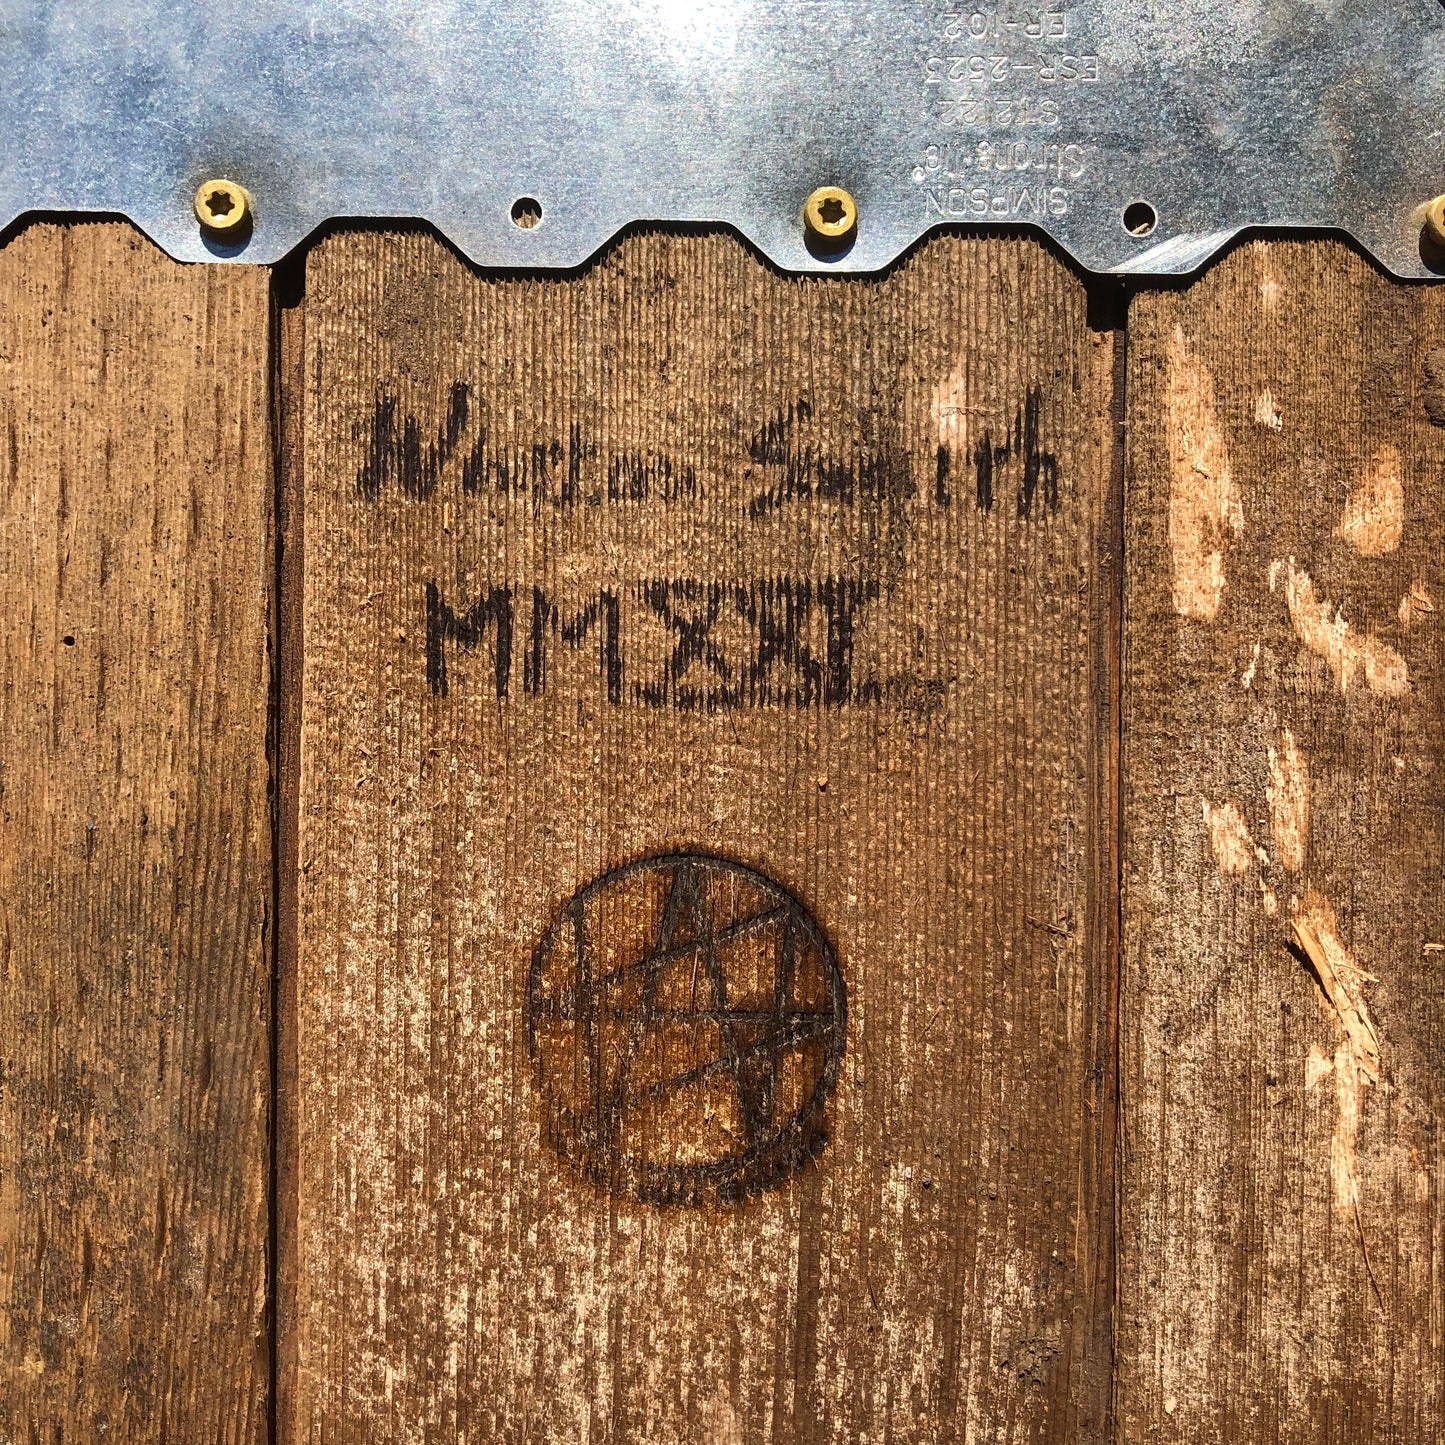 SIMPSON
Strong-Tie®
ST2122
ESR-2523
ER-102
Smith
MMXXI